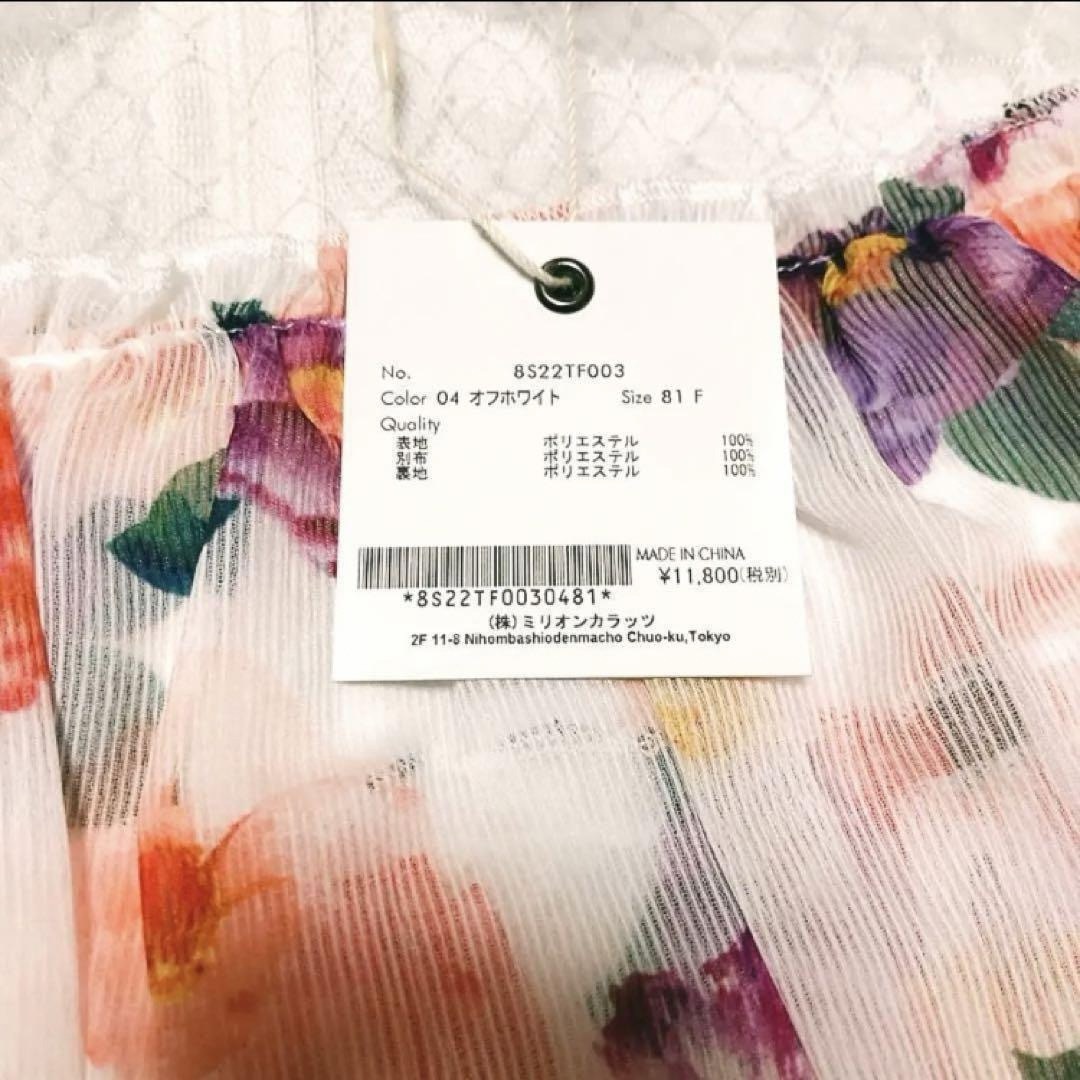 No. 8S22TF003
Color 04 オフホワイト Size 81 F
Quality
表地 ポリエステル 100%
別布 ポリエステル 100%
裏地 ポリエステル 100%
MADE IN CHINA
¥11,800(税別)
*8S22TF0030481*
(株)ミリオンカラッツ
2F 11-8 Nihombashiodenmacho Chuo-ku,Tokyo